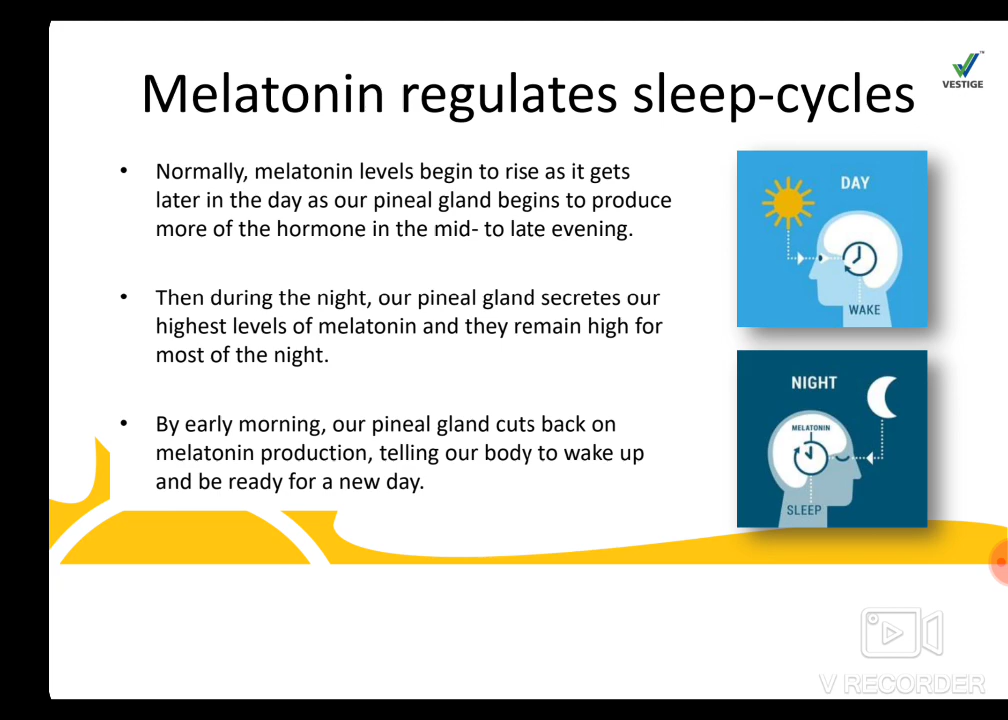 Melatonin regulates sleep-cycles
™
VESTIGE
• Normally, melatonin levels begin to rise as it gets
later in the day as our pineal gland begins to produce
more of the hormone in the mid- to late evening.
• Then during the night, our pineal gland secretes our
highest levels of melatonin and they remain high for
most of the night.
• By early morning, our pineal gland cuts back on
melatonin production, telling our body to wake up
and be ready for a new day.
DAY
WAKE
NIGHT
MELATONIN
SLEEP
V RECORDER